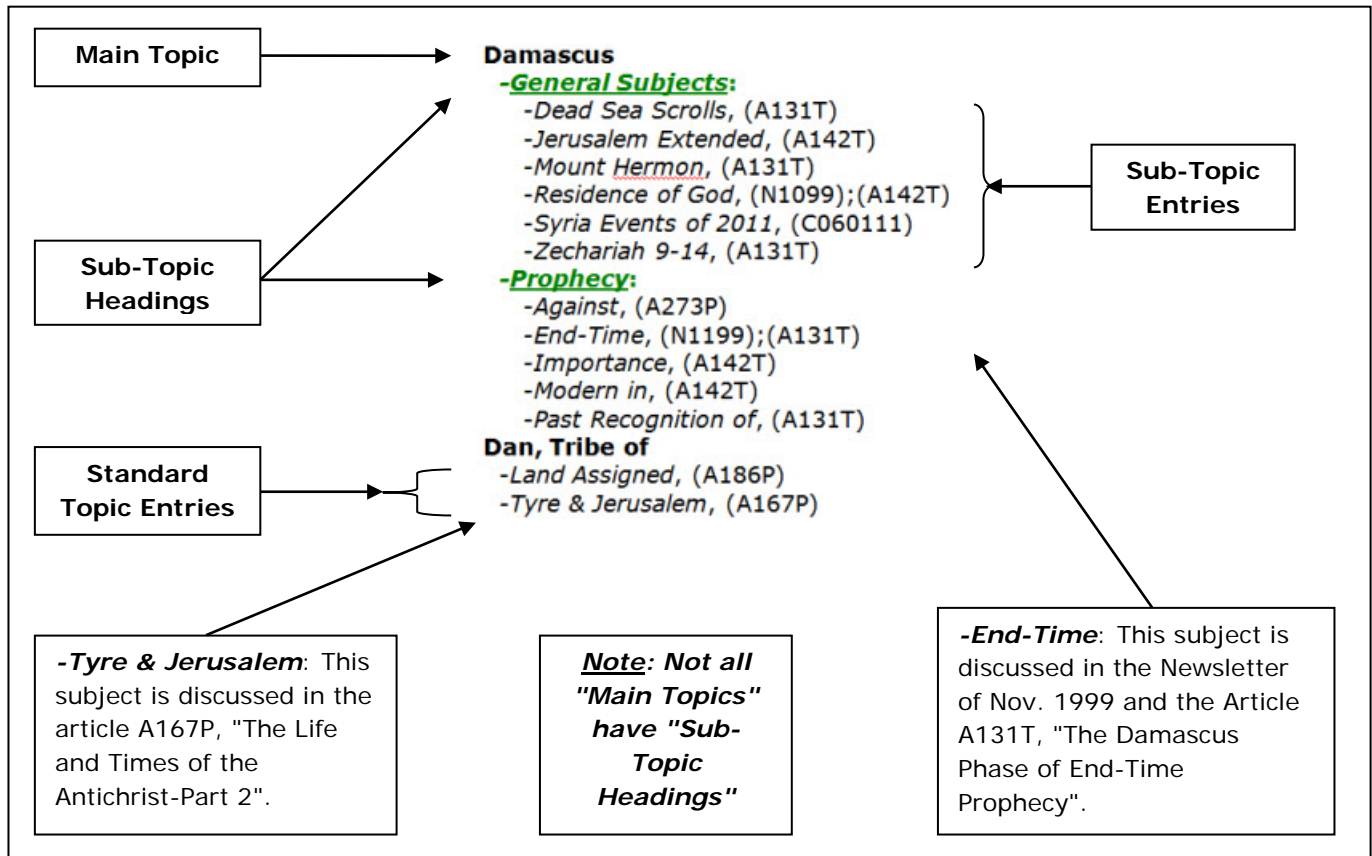 Main Topic
Sub-Topic
Headings
Standard
Topic Entries
Damascus
-General Subjects:
-Dead Sea Scrolls, (A131T)
-Jerusalem Extended, (A142T)
-Mount Hermon, (A131T)
-Residence of God, (N1099);(A142T)
-Syria Events of 2011, (C060111)
-Zechariah 9-14, (A131T)
-Prophecy:
-Against, (A273P)
-End-Time, (N1199);(A131T)
-Importance, (A142T)
-Modern in, (A142T)
-Past Recognition of, (A131T)
Dan, Tribe of
-Land Assigned, (A186P)
-Tyre & Jerusalem, (A167P)
Sub-Topic
Entries
-Tyre & Jerusalem: This
subject is discussed in the
article A167P, "The Life
and Times of the
Antichrist-Part 2".
Note: Not all
"Main Topics"
have "Sub-
Topic
Headings"
-End-Time: This subject is
discussed in the Newsletter
of Nov. 1999 and the Article
A131T, "The Damascus
Phase of End-Time
Prophecy".